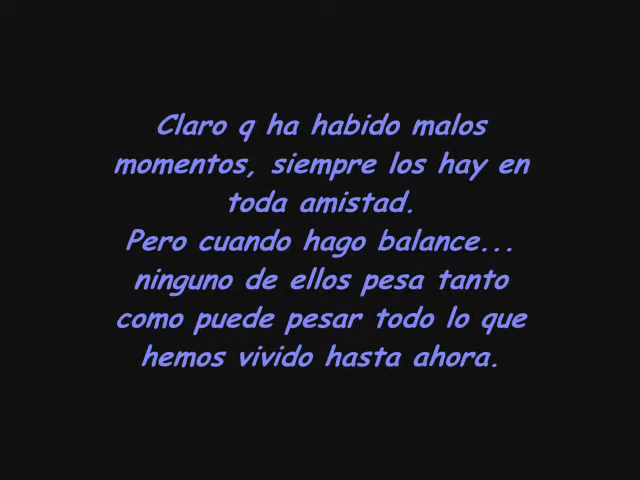 Claro q ha habido malos
momentos, siempre los hay en
toda amistad.
Pero cuando hago balance...
ninguno de ellos pesa tanto
como puede pesar todo lo que
hemos vivido hasta ahora.